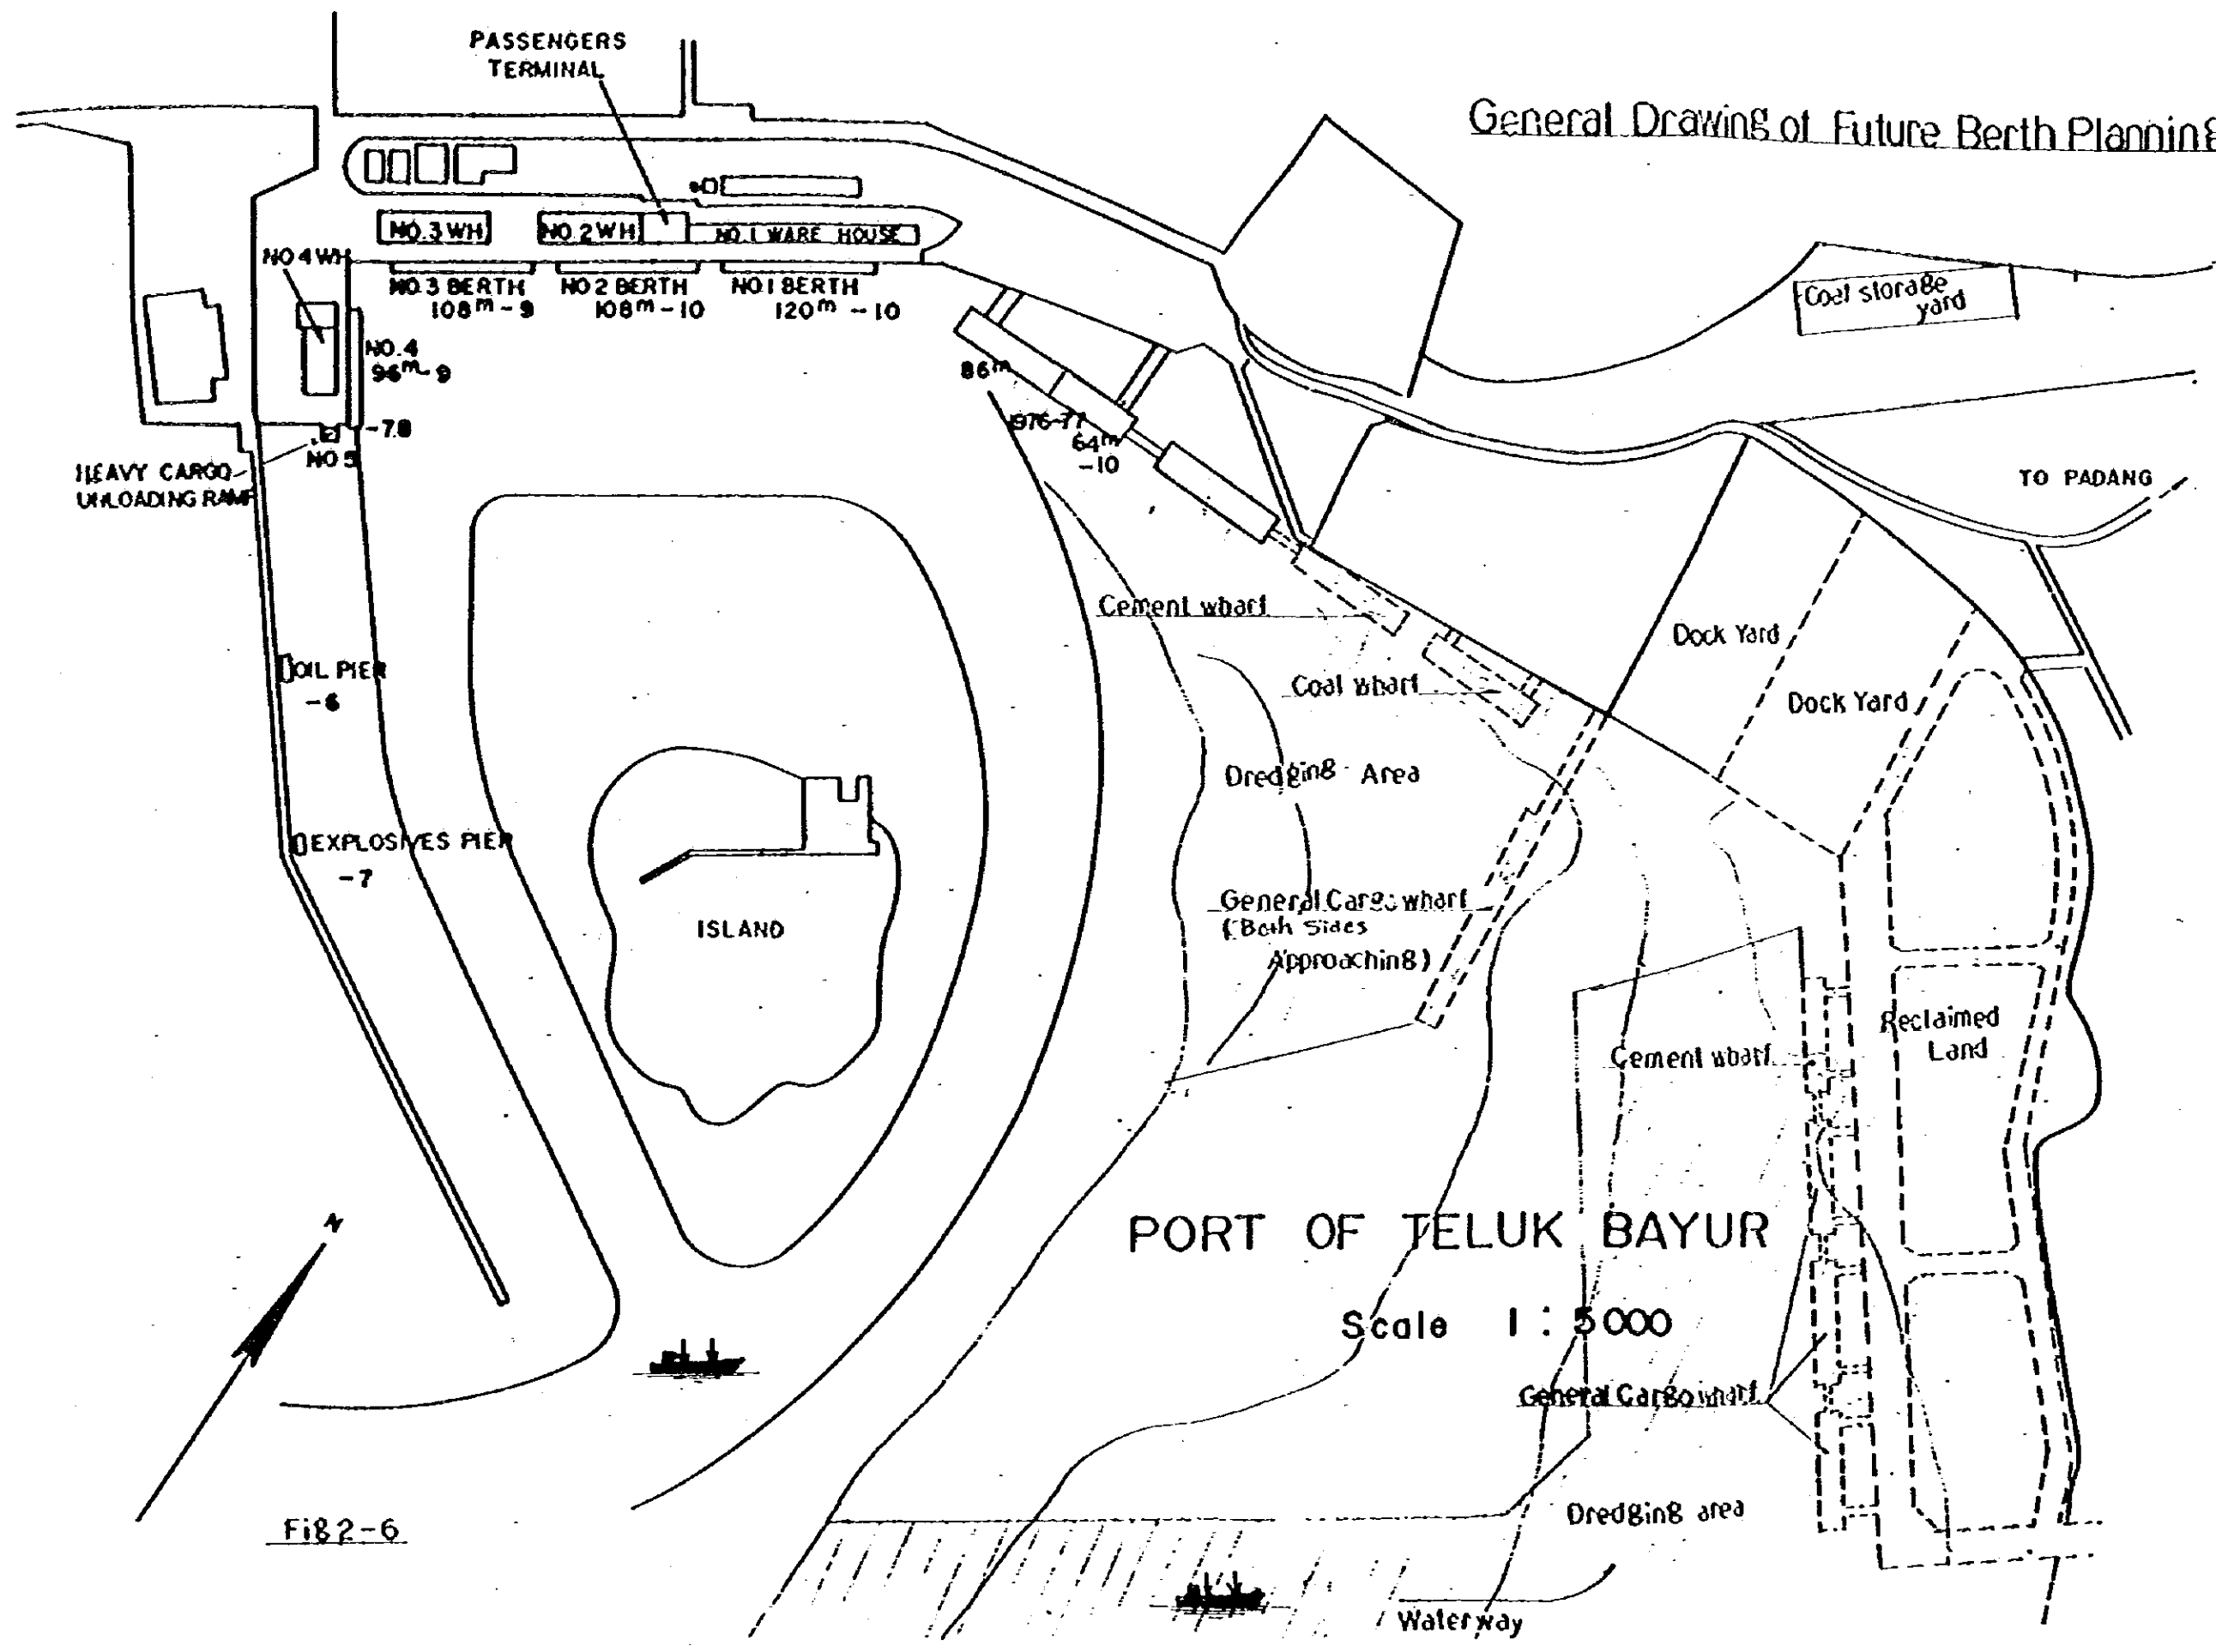 PASSENGERS
TERMINAL
General Drawing of Future Berth Planning
NO.3 WH
NO.2 WH
NO.1 WARE HOUSE
NO 4 WH
NO.3 BERTH
108m-9
NO 2 BERTH
108m-10
NO 1 BERTH
120m-10
Coal storage
yard
NO.4
96m-9
86m
1976-77
64m
-10
-7.8
NO 5
HEAVY CARGO
UNLOADING RAMP
TO PADANG
Cement wharf
Dock Yard
OIL PIER
-6
Coal wharf
Dock Yard
Dredging Area
EXPLOSIVES PIER
-7
General Cargo wharf
(Both Sides
Approaching)
ISLAND
Reclaimed
Land
Cement wharf
N
PORT OF TELUK BAYUR
Scale 1 : 5000
General Cargo wharf
Dredging area
Fig 2-6
Waterway